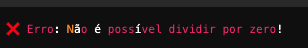 ❌ Erro: Não é possível dividir por zero!